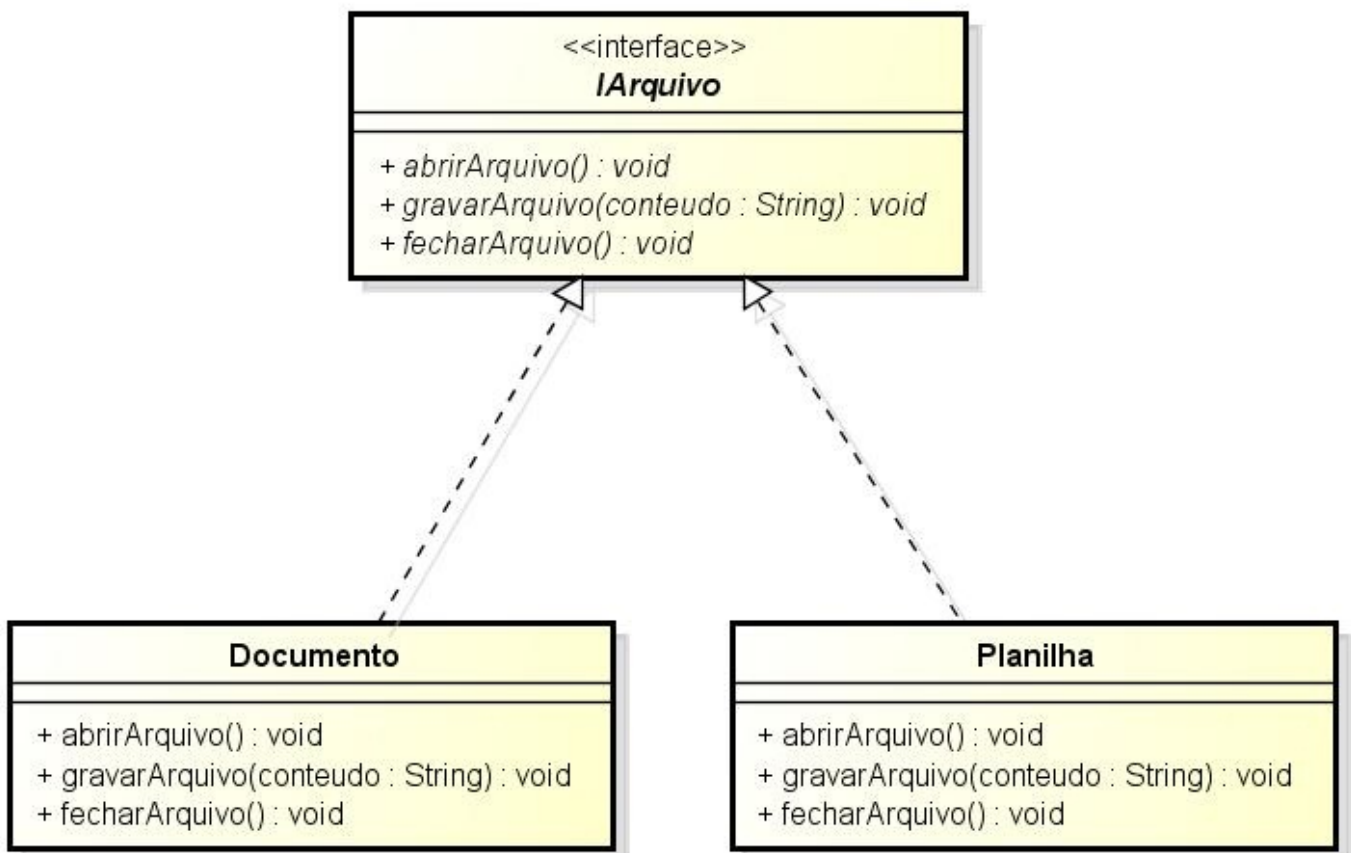 <<interface>>
IArquivo
+ abrirArquivo() : void
+ gravarArquivo(conteudo : String) : void
+ fecharArquivo() : void
Documento
+ abrirArquivo() : void
+ gravarArquivo(conteudo : String) : void
+ fecharArquivo() : void
Planilha
+ abrirArquivo() : void
+ gravarArquivo(conteudo : String) : void
+ fecharArquivo() : void